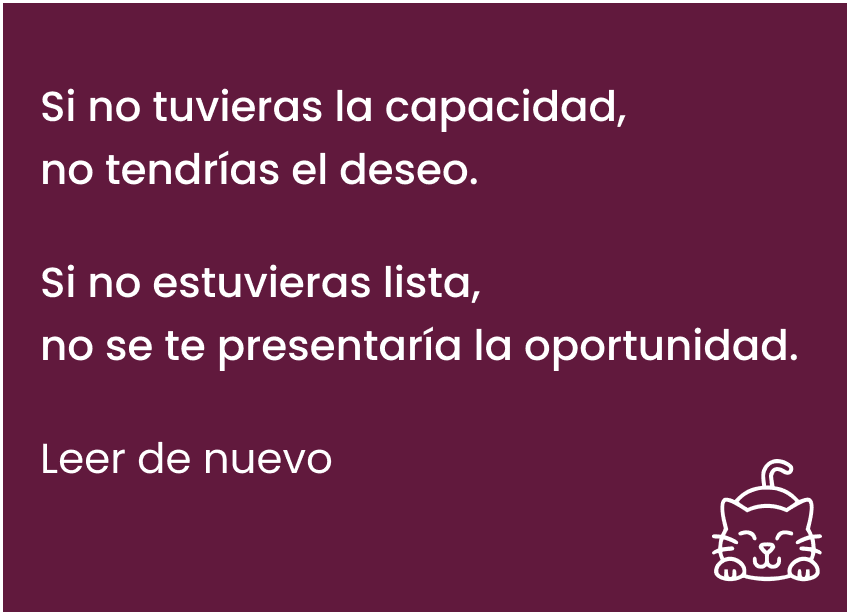 Si no tuvieras la capacidad,
no tendrías el deseo.
Si no estuvieras lista,
no se te presentaría la oportunidad.
Leer de nuevo